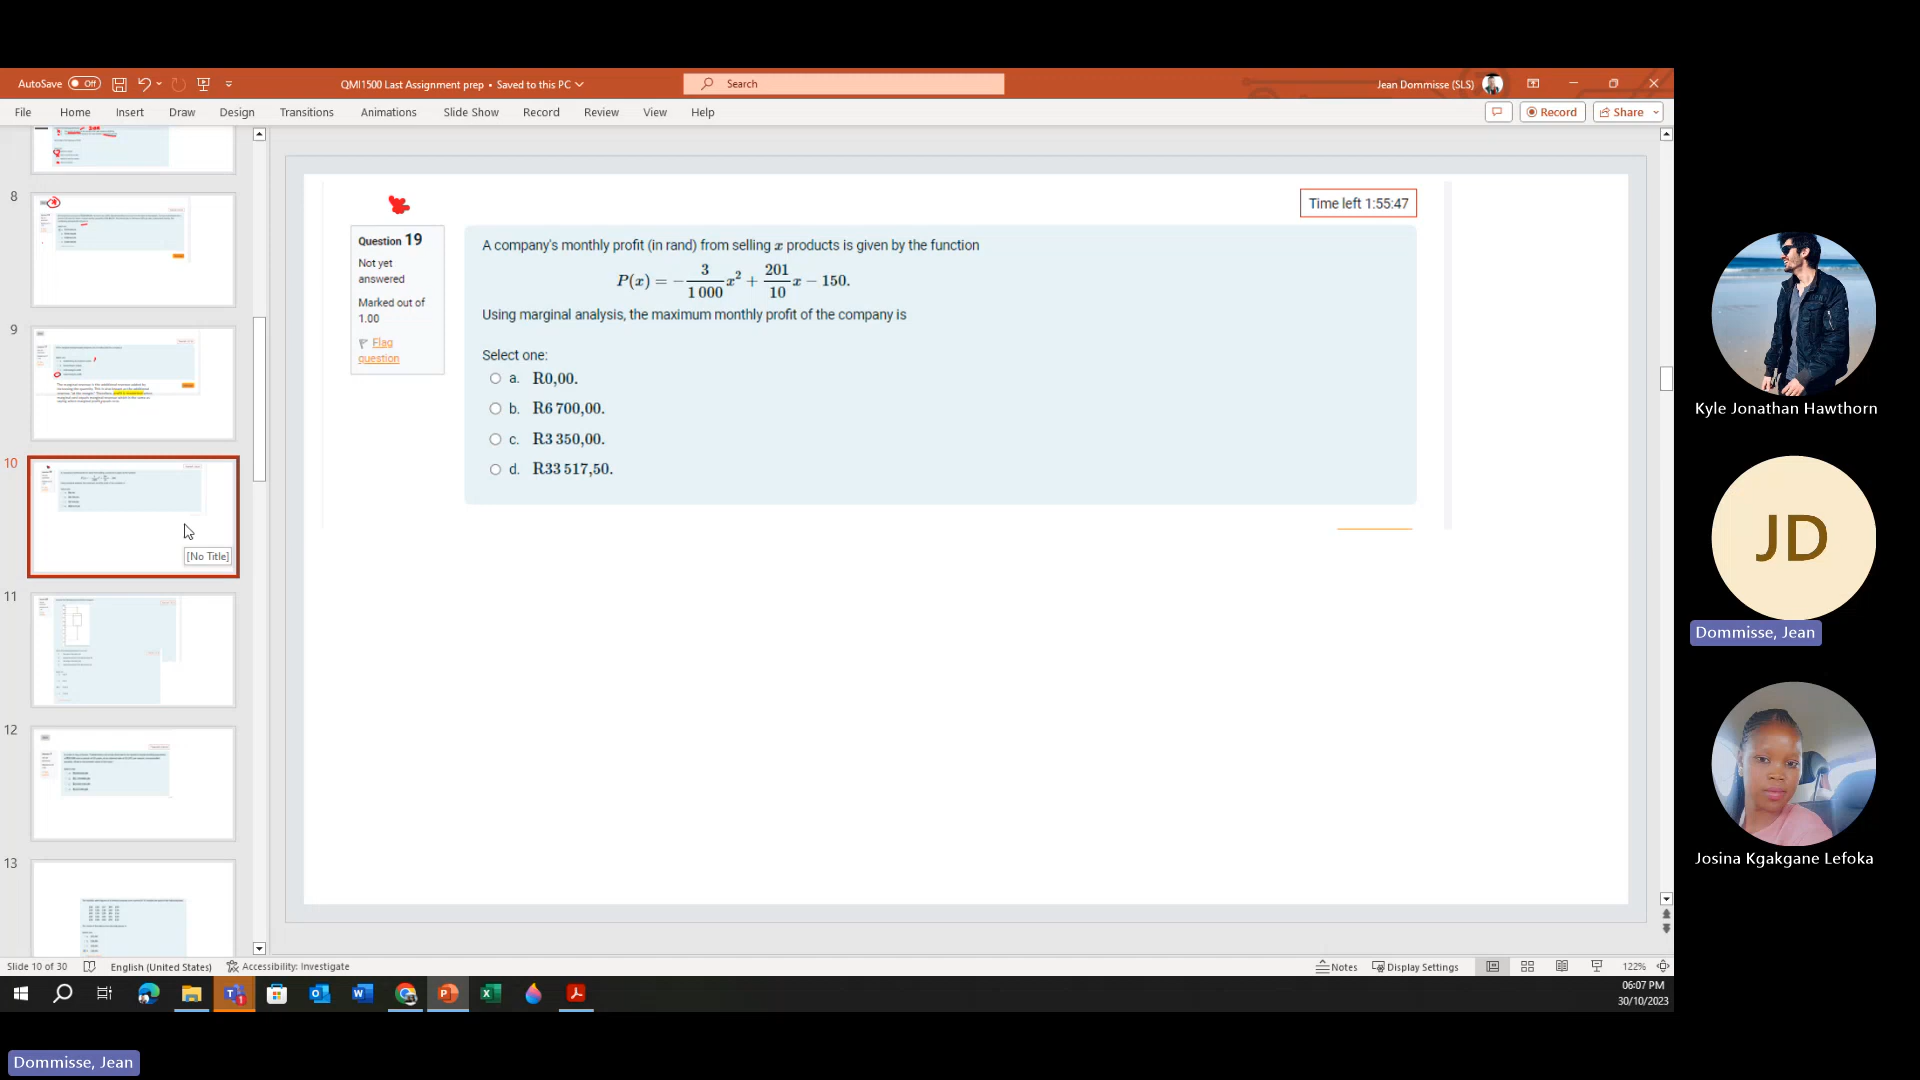 AutoSave Off
QMI1500 Last Assignment prep • Saved to this PC
Search
Jean Dommisse (SLS)
File Home Insert Draw Design Transitions Animations Slide Show Record Review View Help
Record
Share
8
9
10
[No Title]
11
12
13
Time left 1:55:47
Question 19
Not yet
answered
Marked out of
1.00
Flag
question
A company's monthly profit (in rand) from selling x products is given by the function
P(x) = −3/1 000 x² + 201/10 x − 150.
Using marginal analysis, the maximum monthly profit of the company is
Select one:
a. R0,00.
b. R6 700,00.
c. R3 350,00.
d. R33 517,50.
Kyle Jonathan Hawthorn
JD
Dommisse, Jean
Josina Kgakgane Lefoka
Slide 10 of 30
English (United States)
Accessibility: Investigate
Notes
Display Settings
122%
06:07 PM
30/10/2023
Dommisse, Jean